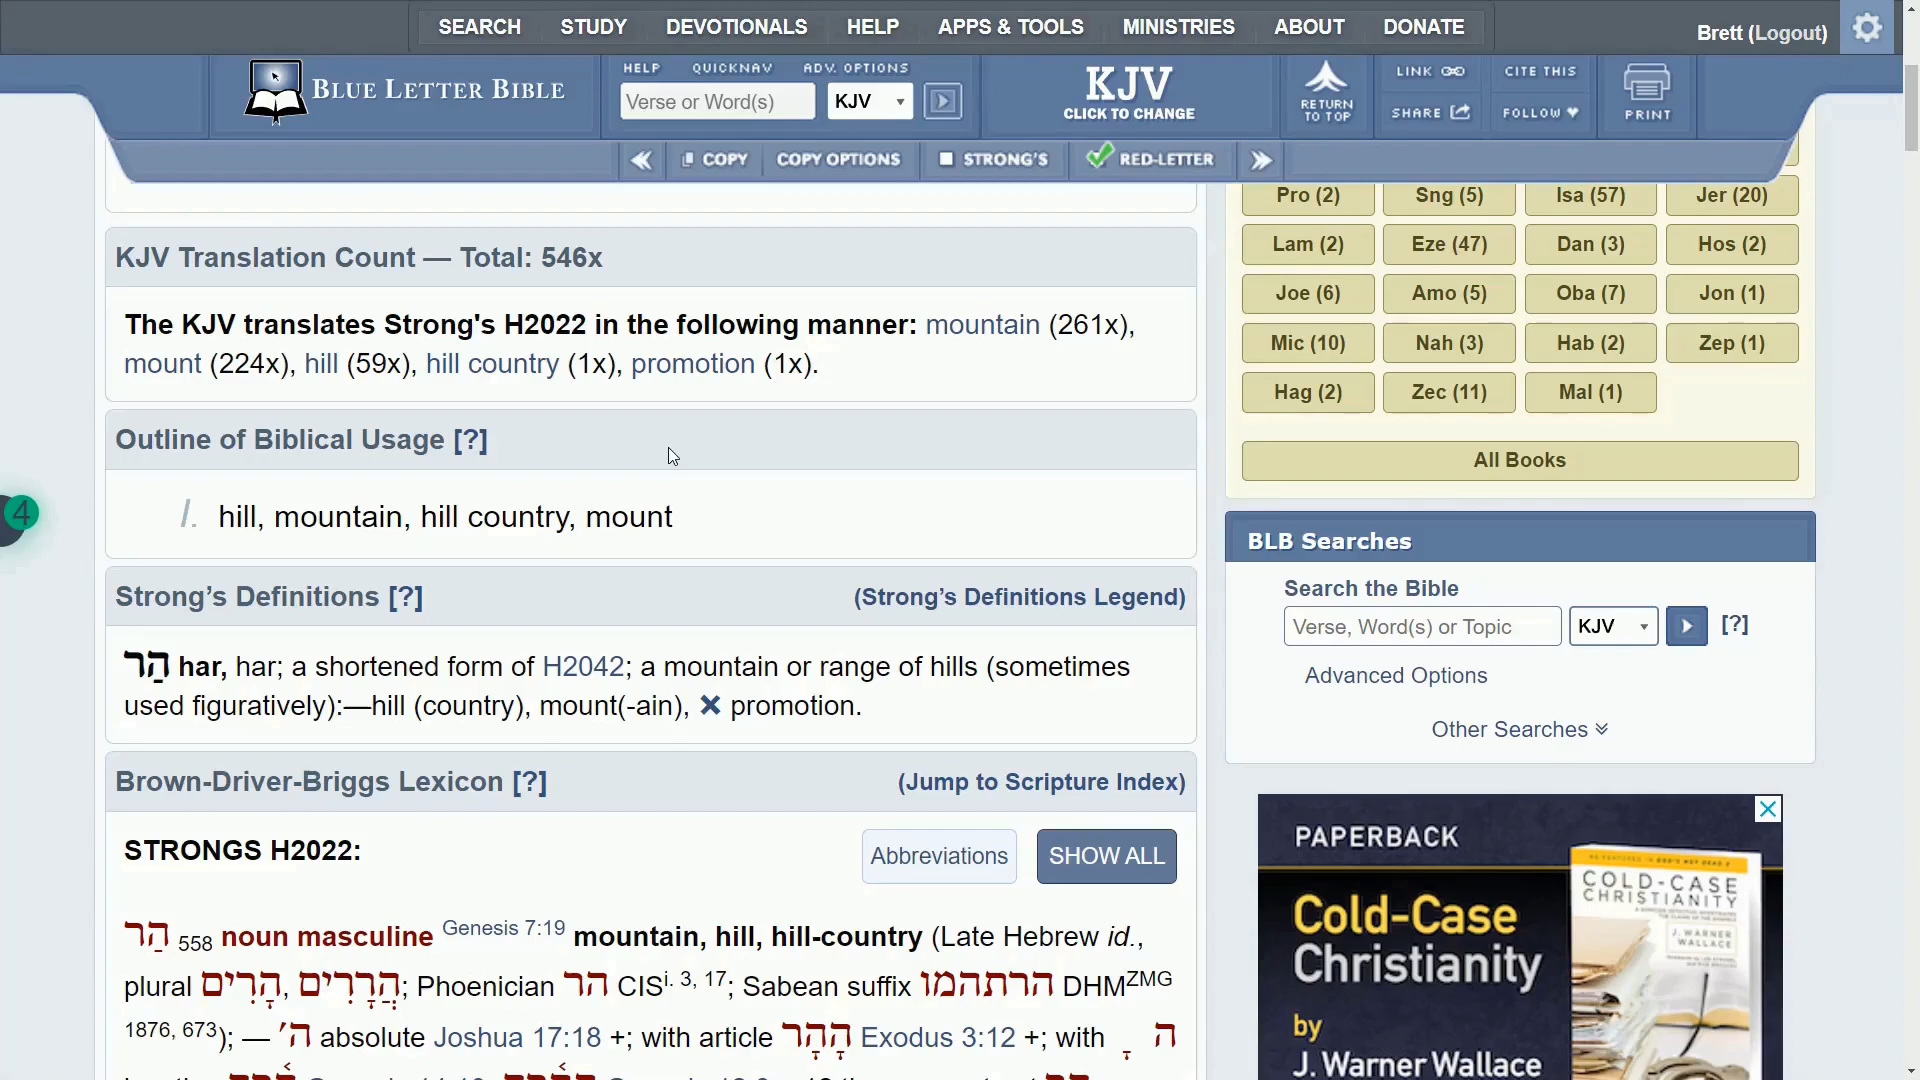 SEARCH STUDY DEVOTIONALS HELP APPS & TOOLS MINISTRIES ABOUT DONATE
Brett (Logout)
BLUE LETTER BIBLE
HELP QUICKNAV ADV. OPTIONS
Verse or Word(s) KJV
KJV
CLICK TO CHANGE
RETURN
TO TOP
LINK CITE THIS
SHARE FOLLOW
PRINT
COPY COPY OPTIONS STRONG'S RED-LETTER
KJV Translation Count — Total: 546x
The KJV translates Strong's H2022 in the following manner: mountain (261x),
mount (224x), hill (59x), hill country (1x), promotion (1x).
Outline of Biblical Usage [?]
I. hill, mountain, hill country, mount
Strong’s Definitions [?] (Strong’s Definitions Legend)
הַר har, har; a shortened form of H2042; a mountain or range of hills (sometimes
used figuratively):—hill (country), mount(-ain), × promotion.
Brown-Driver-Briggs Lexicon [?] (Jump to Scripture Index)
STRONGS H2022: Abbreviations SHOW ALL
הַר 558 noun masculine Genesis 7:19 mountain, hill, hill-country (Late Hebrew id.,
plural הָרִים, הֲרָרִים; Phoenician הר CISi. 3, 17; Sabean suffix הרתהמו DHMZMG
1876, 673); — ה׳ absolute Joshua 17:18 +; with article הָהָר Exodus 3:12 +; with ה ָ
Pro (2) Sng (5) Isa (57) Jer (20)
Lam (2) Eze (47) Dan (3) Hos (2)
Joe (6) Amo (5) Oba (7) Jon (1)
Mic (10) Nah (3) Hab (2) Zep (1)
Hag (2) Zec (11) Mal (1)
All Books
BLB Searches
Search the Bible
Verse, Word(s) or Topic KJV [?]
Advanced Options
Other Searches
PAPERBACK
Cold-Case
Christianity
by
J. Warner Wallace
COLD-CASE
CHRISTIANITY
J. WARNER
WALLACE
4